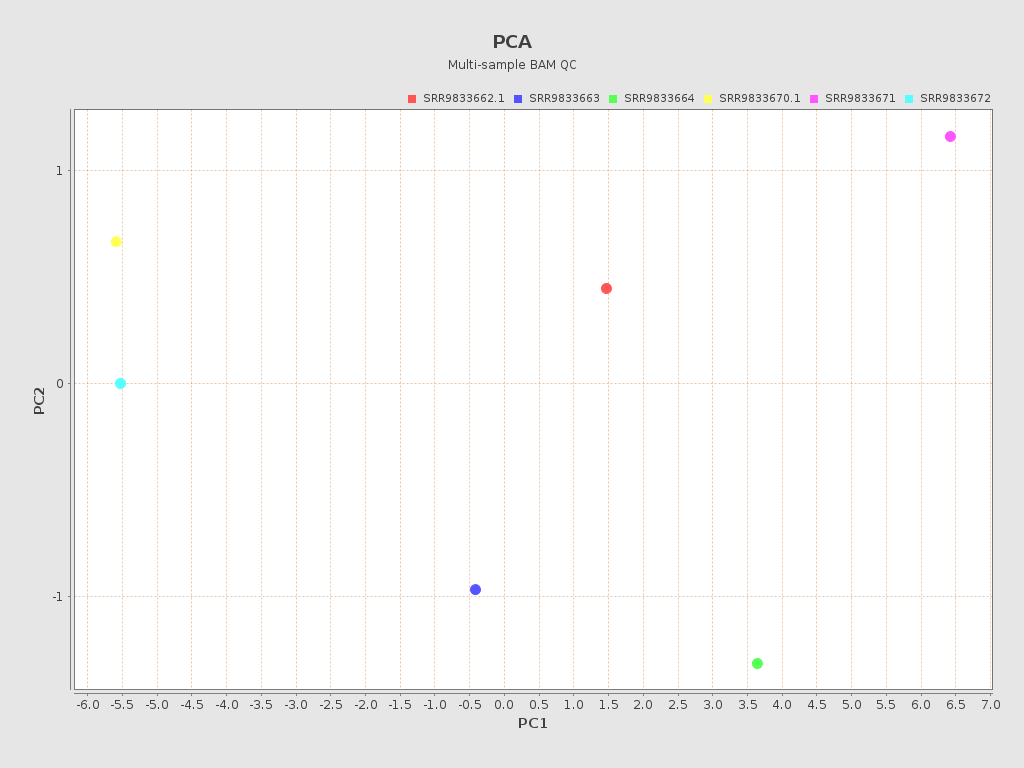 PCA
Multi-sample BAM QC
SRR9833662.1 SRR9833663 SRR9833664 SRR9833670.1 SRR9833671 SRR9833672
1
0
-1
PC2
-6.0 -5.5 -5.0 -4.5 -4.0 -3.5 -3.0 -2.5 -2.0 -1.5 -1.0 -0.5 0.0 0.5 1.0 1.5 2.0 2.5 3.0 3.5 4.0 4.5 5.0 5.5 6.0 6.5 7.0
PC1